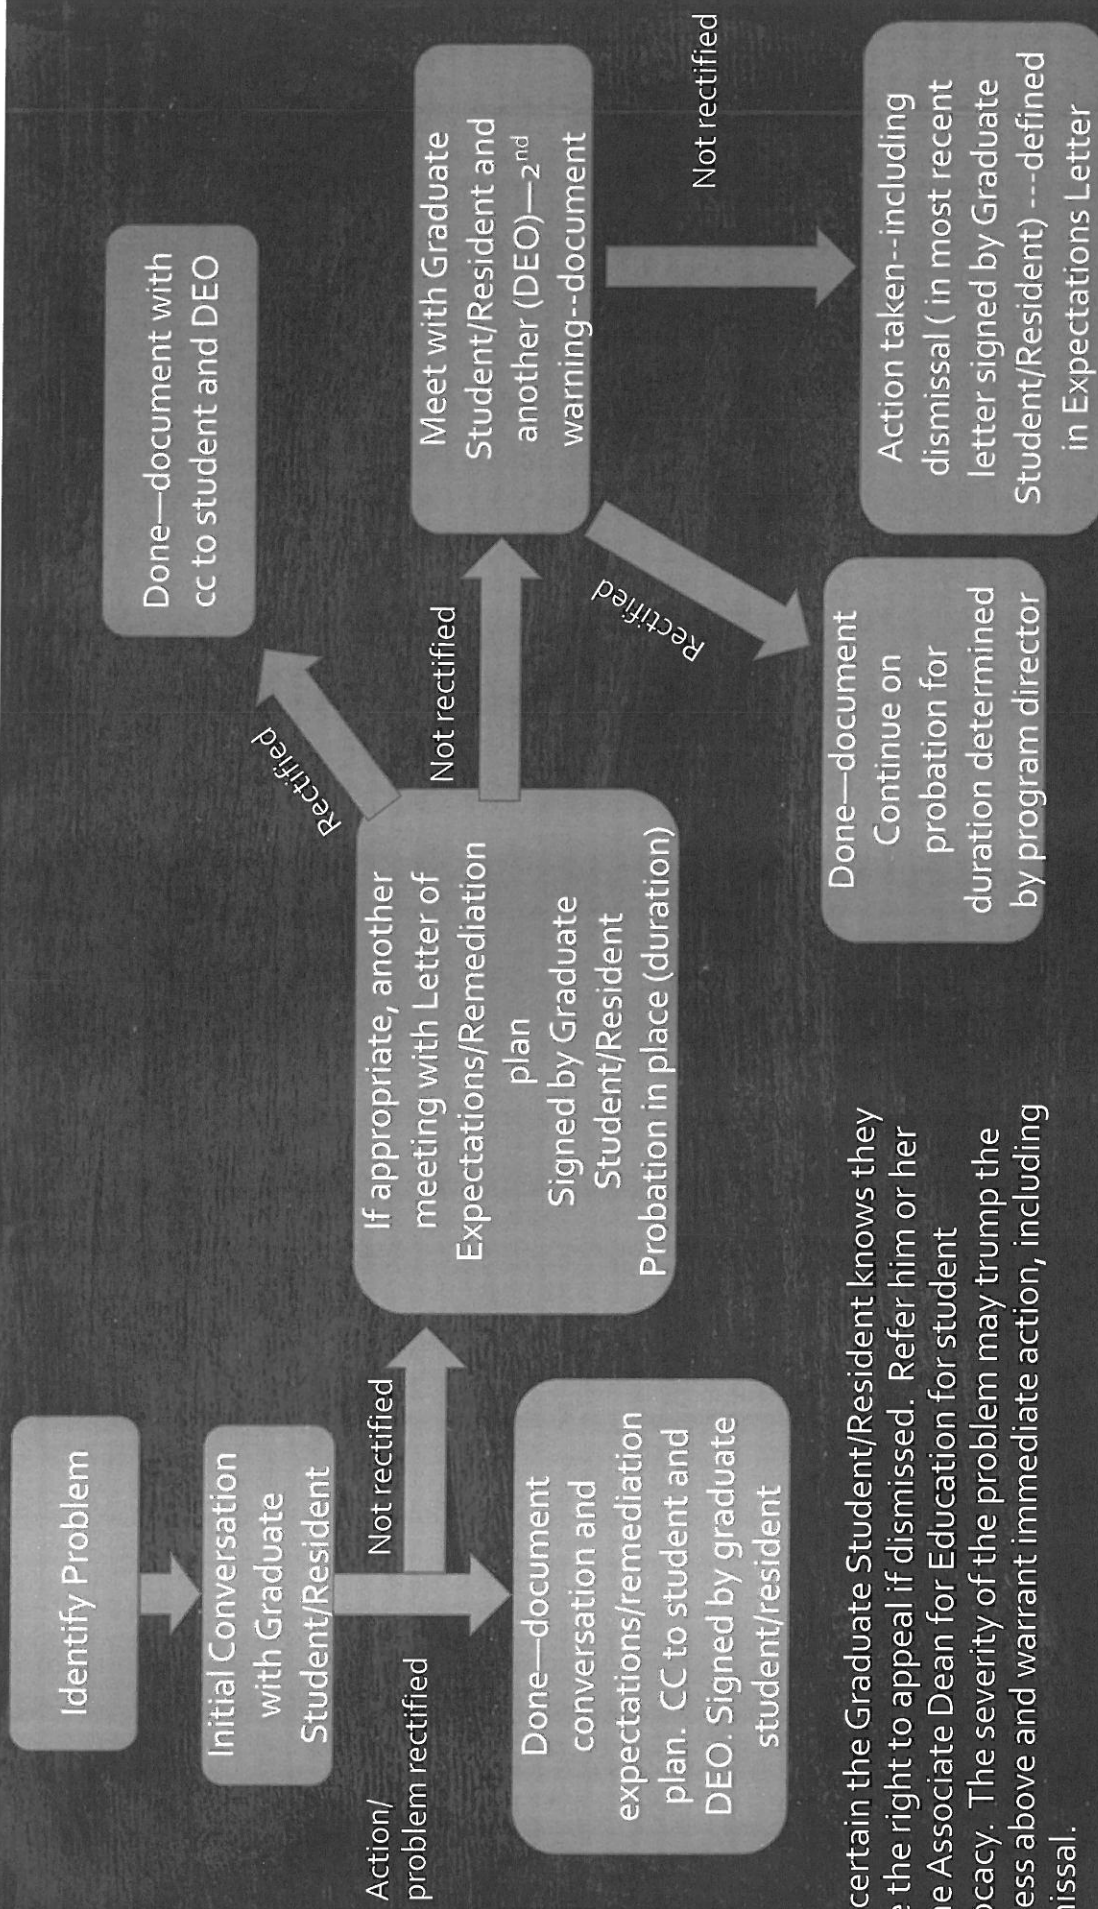 Identify Problem
Initial Conversation
with Graduate
Student/Resident
Action/
problem rectified
Not rectified
Done—document
conversation and
expectations/remediation
plan. CC to student and
DEO. Signed by graduate
student/resident
If appropriate, another
meeting with Letter of
Expectations/Remediation
plan
Signed by Graduate
Student/Resident
Probation in place (duration)
Rectified
Done—document with
cc to student and DEO
Not rectified
Meet with Graduate
Student/Resident and
another (DEO)—2nd
warning--document
Rectified
Done—document
Continue on
probation for
duration determined
by program director
Not rectified
Action taken--including
dismissal ( in most recent
letter signed by Graduate
Student/Resident) ---defined
in Expectations Letter
certain the Graduate Student/Resident knows they
the right to appeal if dismissed. Refer him or her
Associate Dean for Education for student
The severity of the problem may trump the
above and warrant immediate action, including